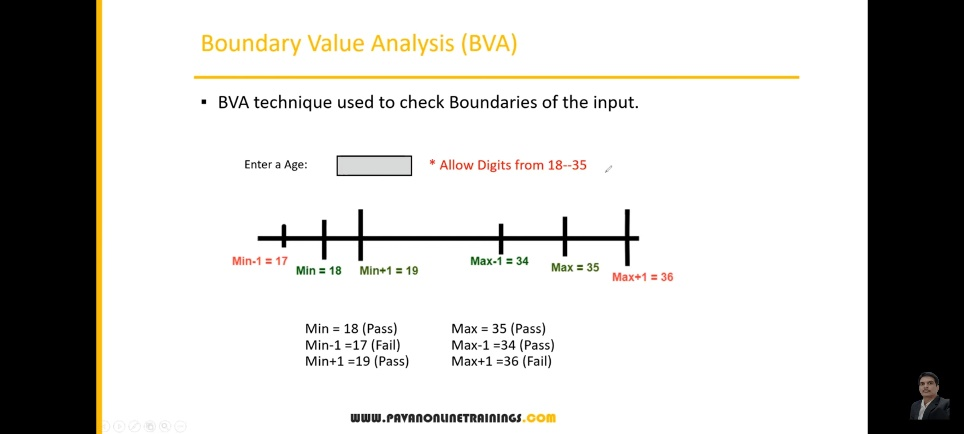 Boundary Value Analysis (BVA)
▪ BVA technique used to check Boundaries of the input.
Enter a Age: * Allow Digits from 18--35
Min-1 = 17 Min = 18 Min+1 = 19 Max-1 = 34 Max = 35 Max+1 = 36
Min = 18 (Pass) Max = 35 (Pass)
Min-1 =17 (Fail) Max-1 =34 (Pass)
Min+1 =19 (Pass) Max+1 =36 (Fail)
WWW.PAVANONLINETRAININGS.COM